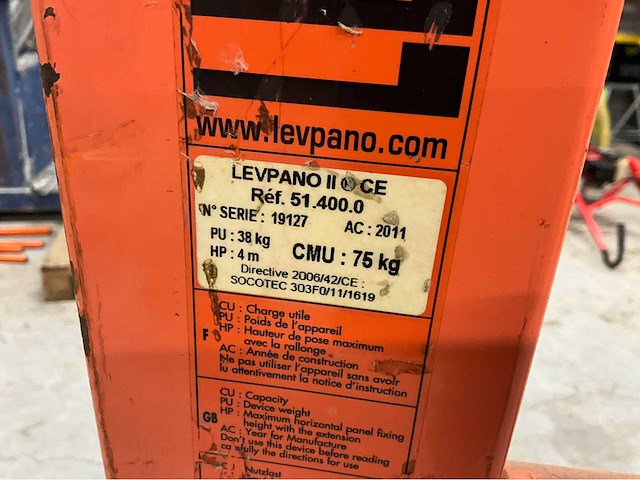 www.levpano.com
LEVPANO II CE
Réf. 51.400.0
N° SERIE : 19127 AC : 2011
PU : 38 kg
HP : 4 m CMU : 75 kg
Directive 2006/42/CE :
SOCOTEC 303F0/11/1619
F
CU : Charge utile
PU : Poids de l'appareil
HP : Hauteur de pose maximum
avec la rallonge
AC : Année de construction
Ne pas utiliser l'appareil sans avoir
lu attentivement la notice d'instruction
GB
CU : Capacity
PU : Device weight
HP : Maximum horizontal panel fixing
height with the extension
AC : Year for Manufacture
Don't use this device before reading
carefully the directions for use
Nutzlast